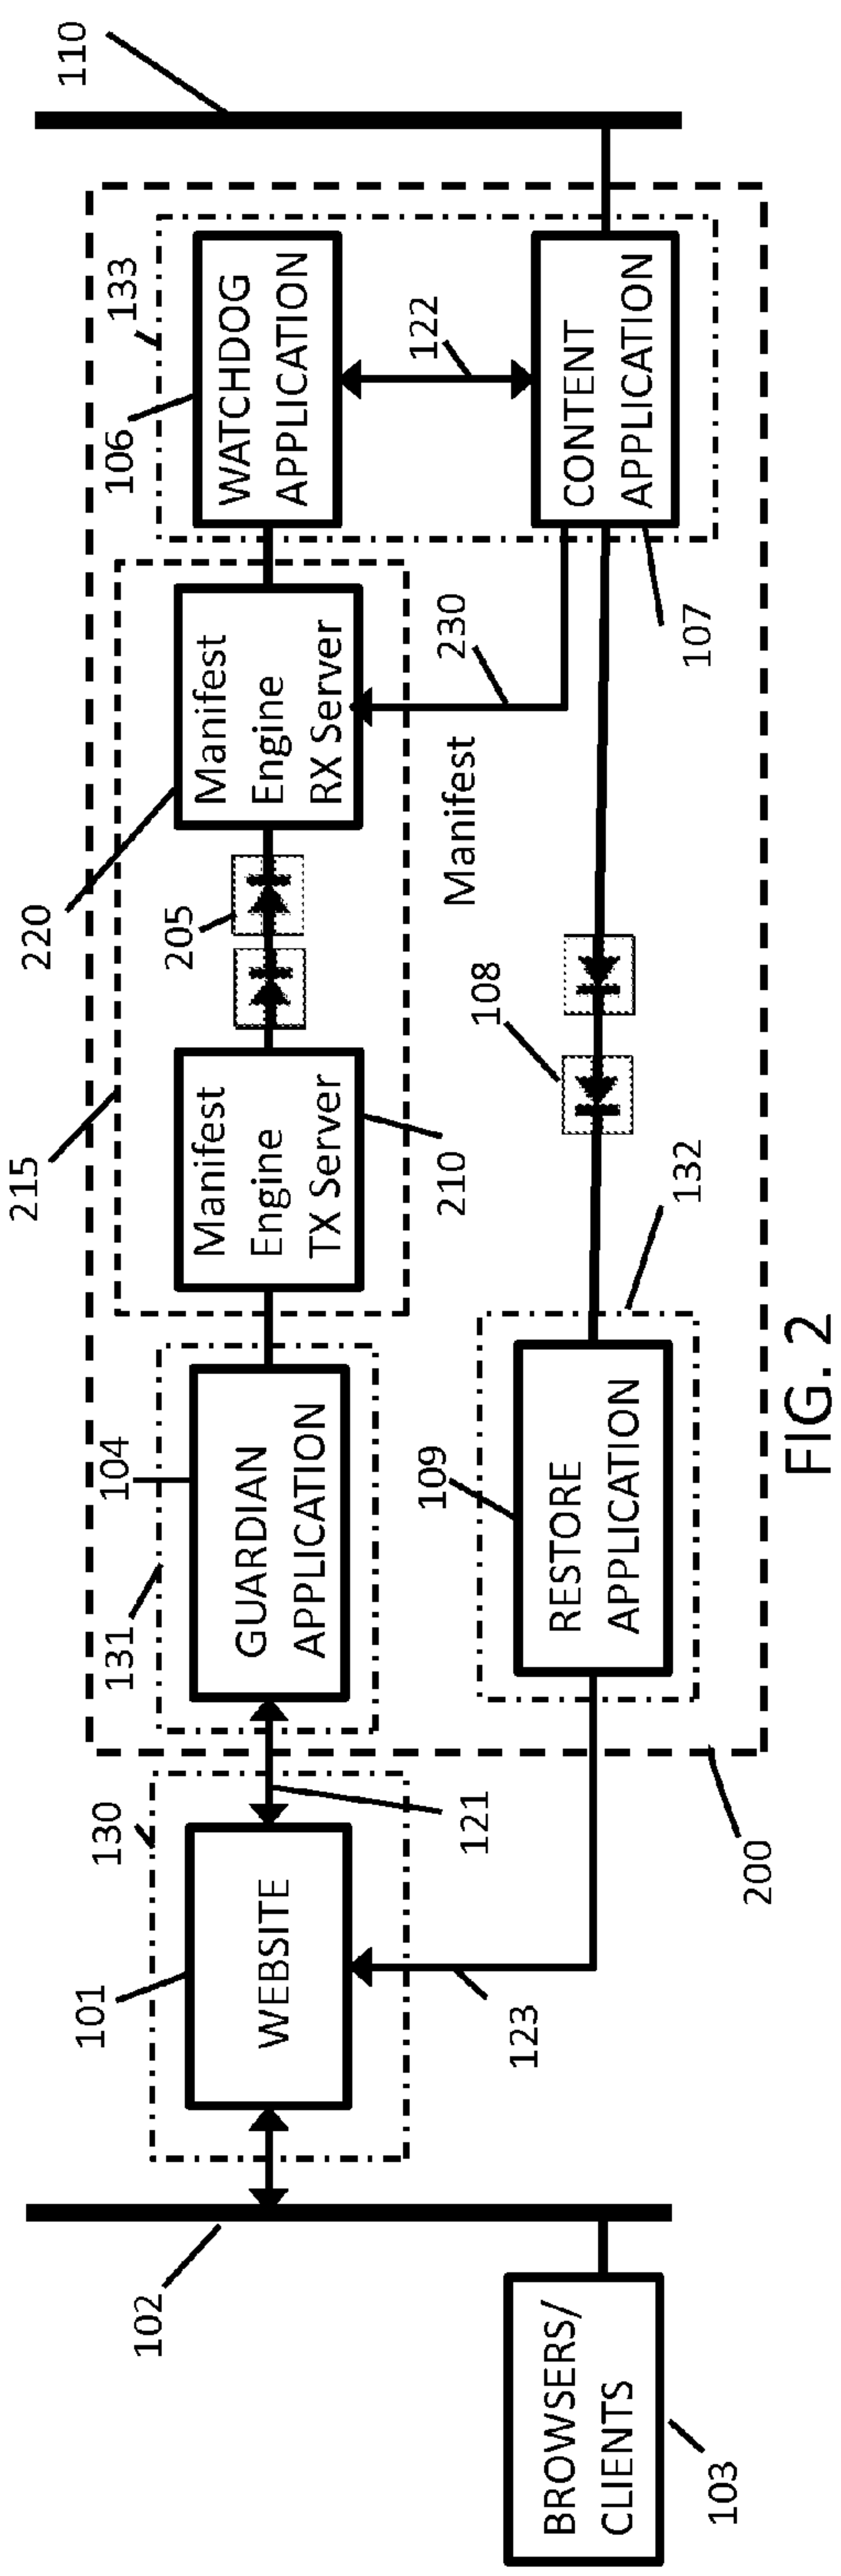 110
133
106
WATCHDOG
APPLICATION
122
CONTENT
APPLICATION
107
220
Manifest
Engine
RX Server
230
Manifest
205
108
215
Manifest
Engine
TX Server
210
132
104
131
GUARDIAN
APPLICATION
109
RESTORE
APPLICATION
FIG. 2
130
121
200
101
WEBSITE
123
102
BROWSERS/
CLIENTS
103